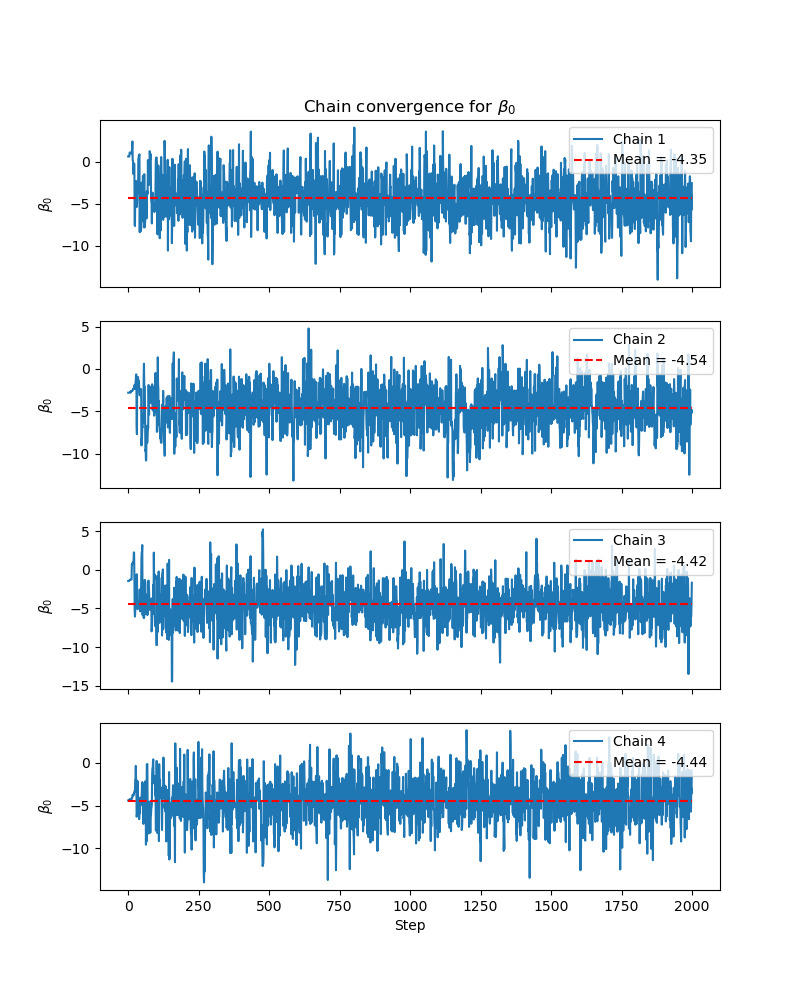 Chain convergence for β₀
0
−5
−10
β₀
Chain 1
Mean = -4.35
5
0
−5
−10
β₀
Chain 2
Mean = -4.54
5
0
−5
−10
−15
β₀
Chain 3
Mean = -4.42
0
−5
−10
β₀
Chain 4
Mean = -4.44
0 250 500 750 1000 1250 1500 1750 2000
Step